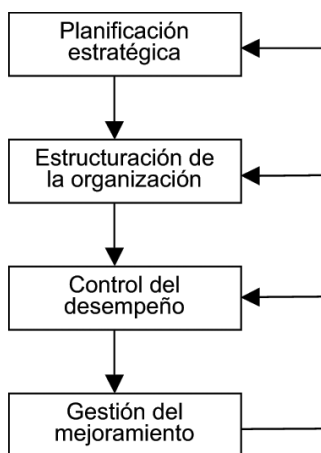 Planificación
estratégica
Estructuración de
la organización
Control del
desempeño
Gestión del
mejoramiento